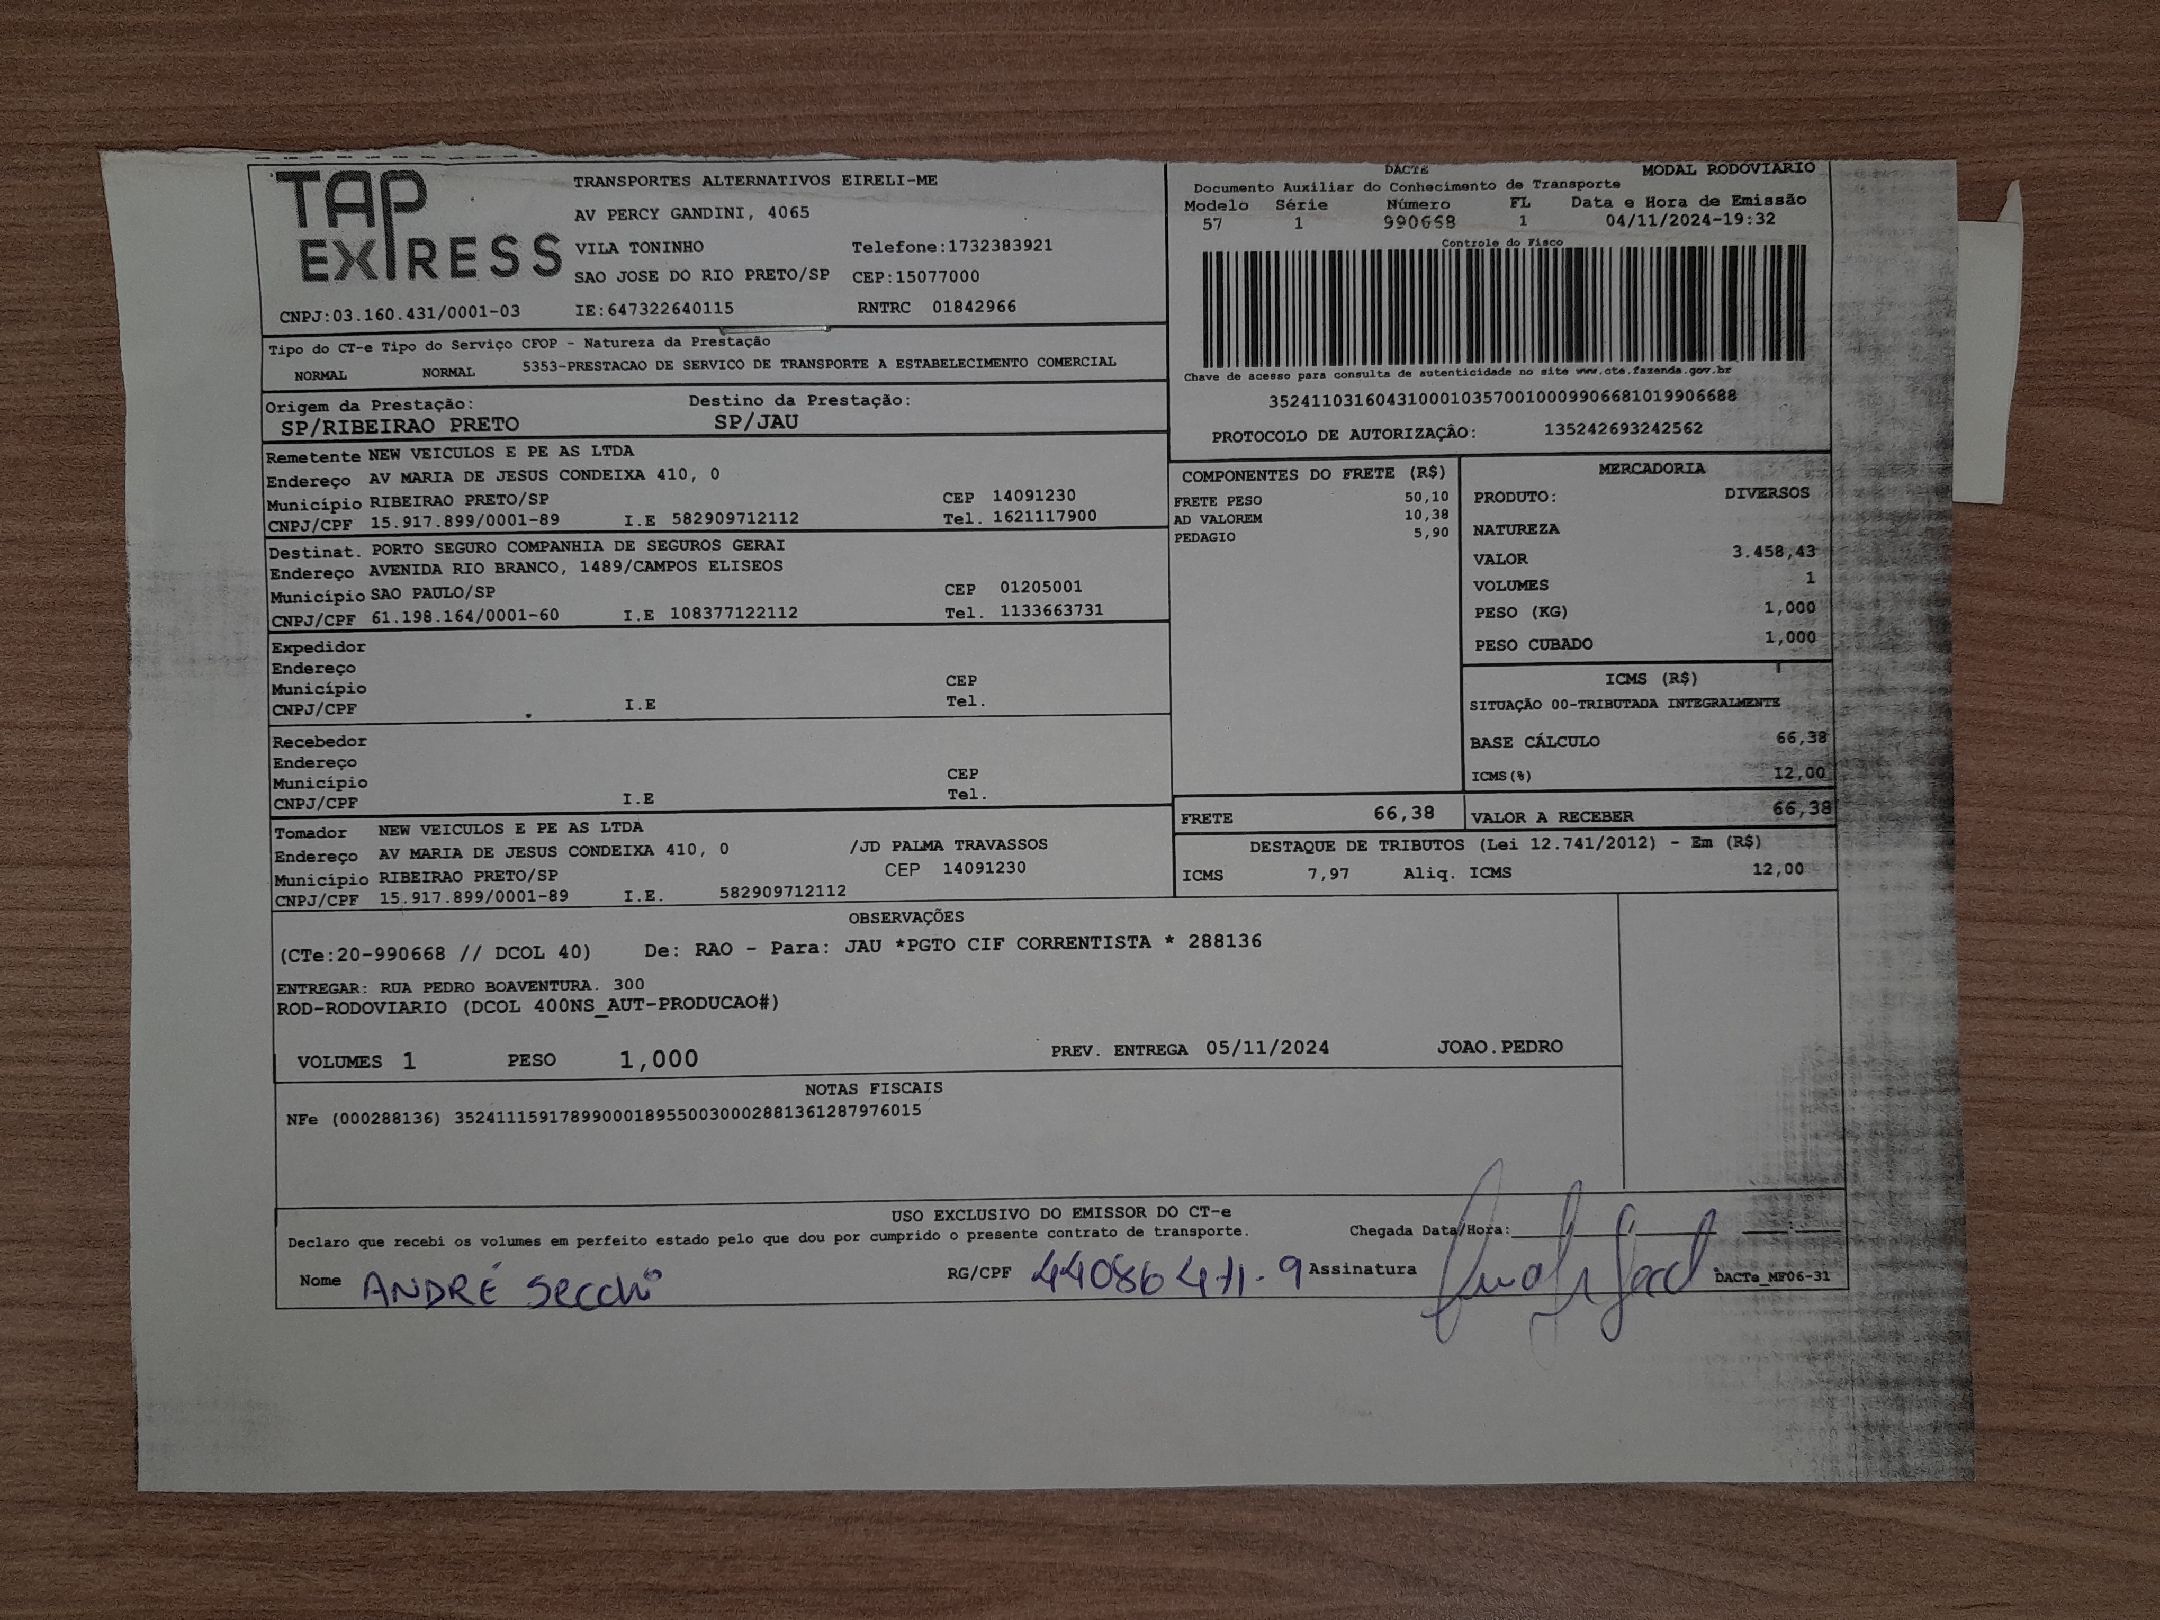 TAP EXPRESS
TRANSPORTES ALTERNATIVOS EIRELI-ME
AV PERCY GANDINI, 4065
VILA TONINHO Telefone:1732383921
SAO JOSE DO RIO PRETO/SP CEP:15077000
CNPJ:03.160.431/0001-03 IE:647322640115 RNTRC 01842966
DACTE MODAL RODOVIARIO
Documento Auxiliar do Conhecimento de Transporte
Modelo Série Número FL Data e Hora de Emissão
57 1 990668 1 04/11/2024-19:32
Controle do Fisco
Chave de acesso para consulta de autenticidade no site www.cte.fazenda.gov.br
35241103160431000103570010009906681019906688
PROTOCOLO DE AUTORIZAÇÂO: 135242693242562
Tipo do CT-e Tipo do Serviço CFOP - Natureza da Prestação
NORMAL NORMAL 5353-PRESTACAO DE SERVICO DE TRANSPORTE A ESTABELECIMENTO COMERCIAL
Origem da Prestação: Destino da Prestação:
SP/RIBEIRAO PRETO SP/JAU
Remetente NEW VEICULOS E PE AS LTDA
Endereço AV MARIA DE JESUS CONDEIXA 410, 0
Município RIBEIRAO PRETO/SP CEP 14091230
CNPJ/CPF 15.917.899/0001-89 I.E 582909712112 Tel. 1621117900
Destinat. PORTO SEGURO COMPANHIA DE SEGUROS GERAI
Endereço AVENIDA RIO BRANCO, 1489/CAMPOS ELISEOS
Município SAO PAULO/SP CEP 01205001
CNPJ/CPF 61.198.164/0001-60 I.E 108377122112 Tel. 1133663731
Expedidor
Endereço
Município CEP
CNPJ/CPF I.E Tel.
Recebedor
Endereço
Município CEP
CNPJ/CPF I.E Tel.
Tomador NEW VEICULOS E PE AS LTDA
Endereço AV MARIA DE JESUS CONDEIXA 410, 0 /JD PALMA TRAVASSOS
Município RIBEIRAO PRETO/SP CEP 14091230
CNPJ/CPF 15.917.899/0001-89 I.E. 582909712112
COMPONENTES DO FRETE (R$)
FRETE PESO 50,10
AD VALOREM 10,38
PEDAGIO 5,90
MERCADORIA
PRODUTO: DIVERSOS
NATUREZA
VALOR 3.458,43
VOLUMES 1
PESO (KG) 1,000
PESO CUBADO 1,000
ICMS (R$)
SITUAÇÃO 00-TRIBUTADA INTEGRALMENTE
BASE CÁLCULO 66,38
ICMS(%) 12,00
FRETE 66,38 VALOR A RECEBER 66,38
DESTAQUE DE TRIBUTOS (Lei 12.741/2012) - Em (R$)
ICMS 7,97 Aliq. ICMS 12,00
OBSERVAÇÕES
(CTe:20-990668 // DCOL 40) De: RAO - Para: JAU *PGTO CIF CORRENTISTA * 288136
ENTREGAR: RUA PEDRO BOAVENTURA. 300
ROD-RODOVIARIO (DCOL 400NS_AUT-PRODUCAO#)
VOLUMES 1 PESO 1,000 PREV. ENTREGA 05/11/2024 JOAO.PEDRO
NOTAS FISCAIS
NFe (000288136) 35241115917899000189550030002881361287976015
USO EXCLUSIVO DO EMISSOR DO CT-e
Declaro que recebi os volumes em perfeito estado pelo que dou por cumprido o presente contrato de transporte. Chegada Data/Hora:
Nome ANDRÉ Secchi RG/CPF 44086471-9 Assinatura DACTe_MF06-31